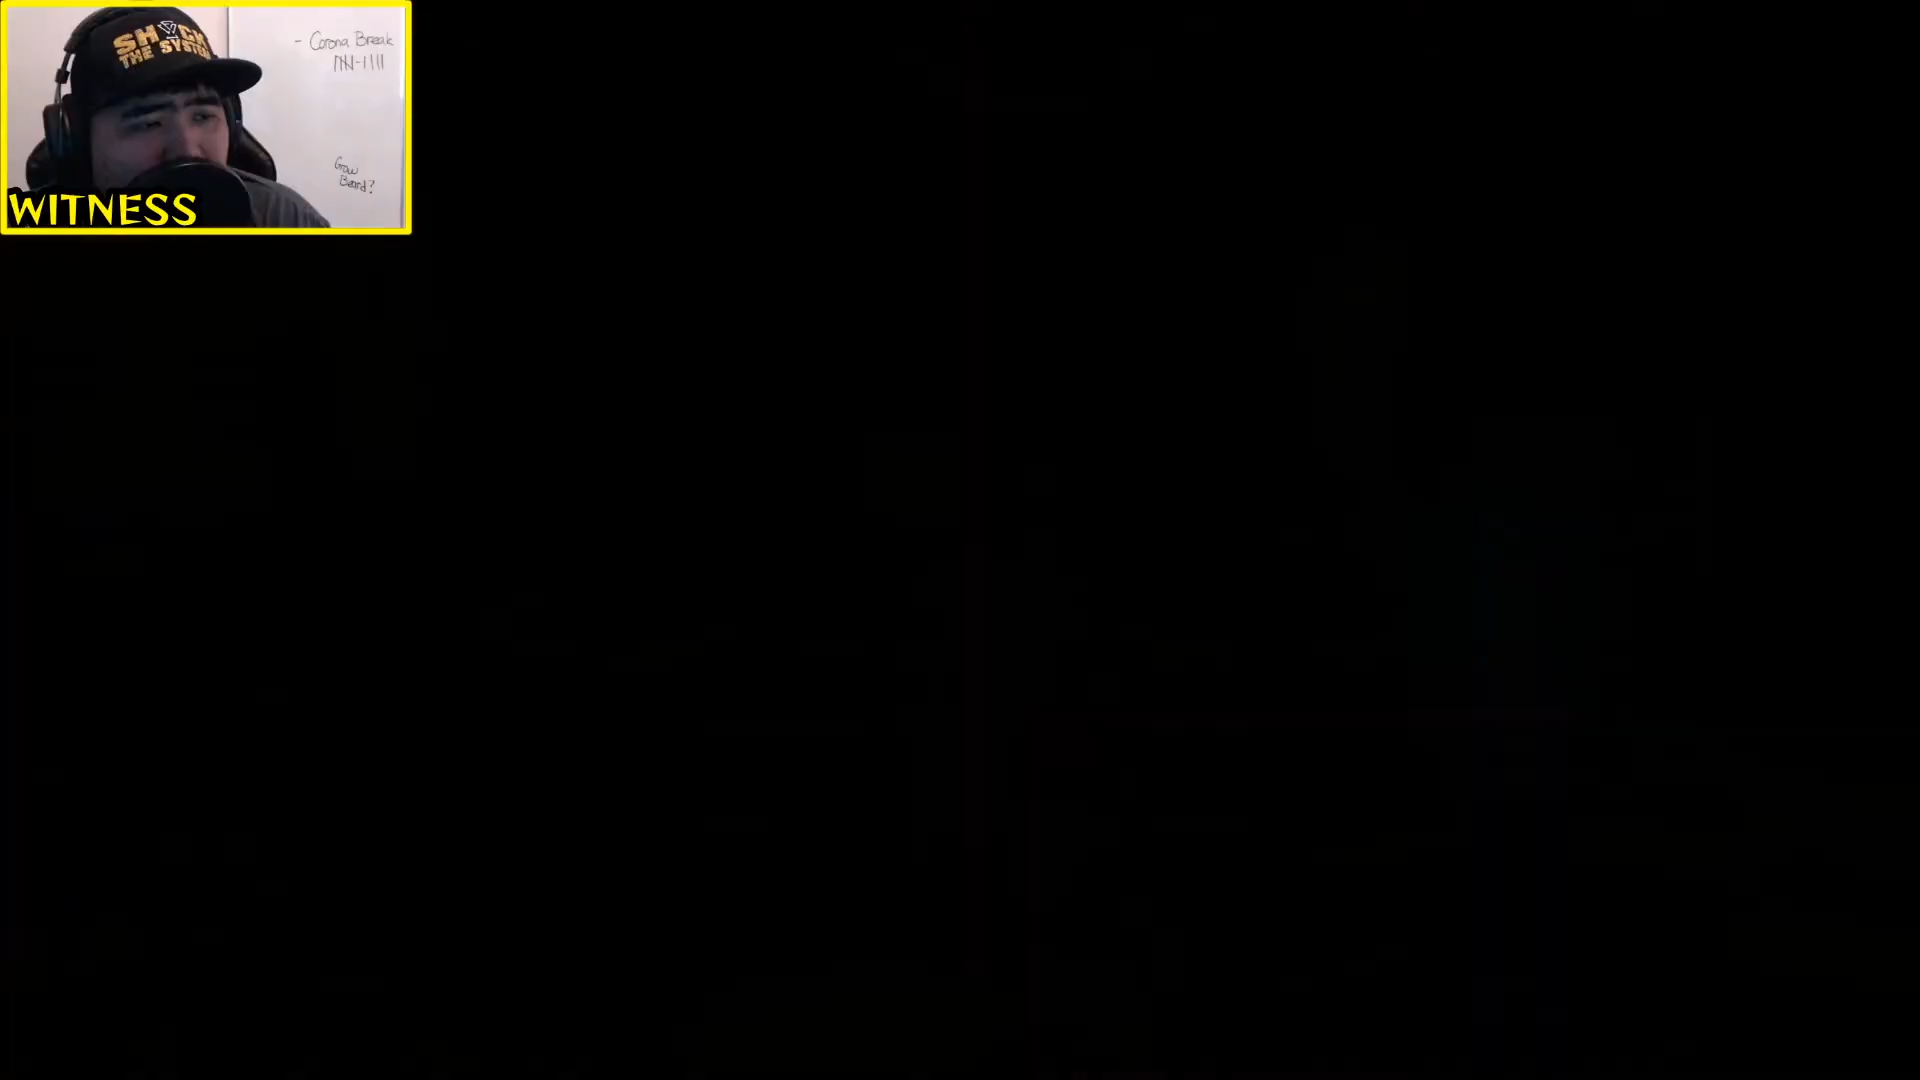 SHOCK
THE SYSTEM
- Corona Break
Grow
Beard?
WITNESS